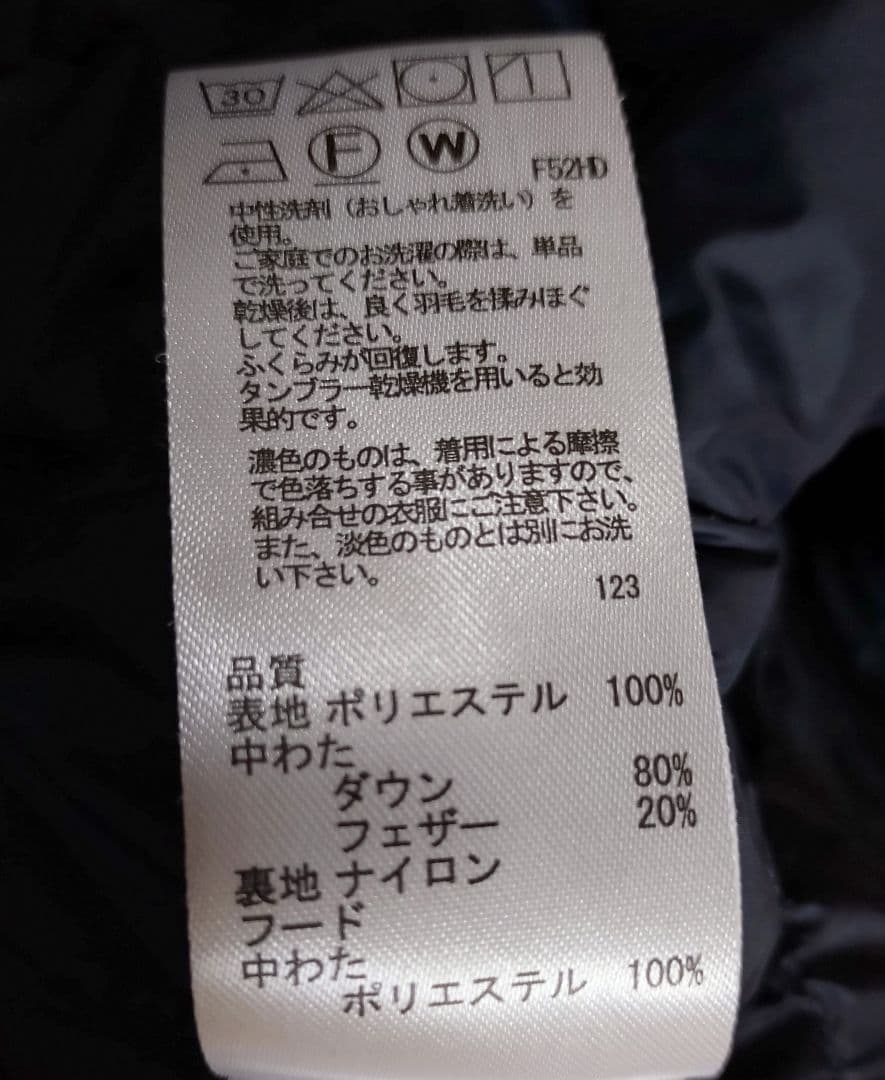 30
F W
F52HD
中性洗剤（おしゃれ着洗い）を
使用。
ご家庭でのお洗濯の際は、単品
で洗ってください。
乾燥後は、良く羽毛を揉みほぐ
してください。
ふくらみが回復します。
タンブラー乾燥機を用いると効
果的です。
濃色のものは、着用による摩擦
で色落ちする事がありますので、
組み合せの衣服にご注意下さい。
また、淡色のものとは別にお洗
い下さい。
123
品質
表地 ポリエステル 100%
中わた
ダウン 80%
フェザー 20%
裏地 ナイロン
フード
中わた
ポリエステル 100%